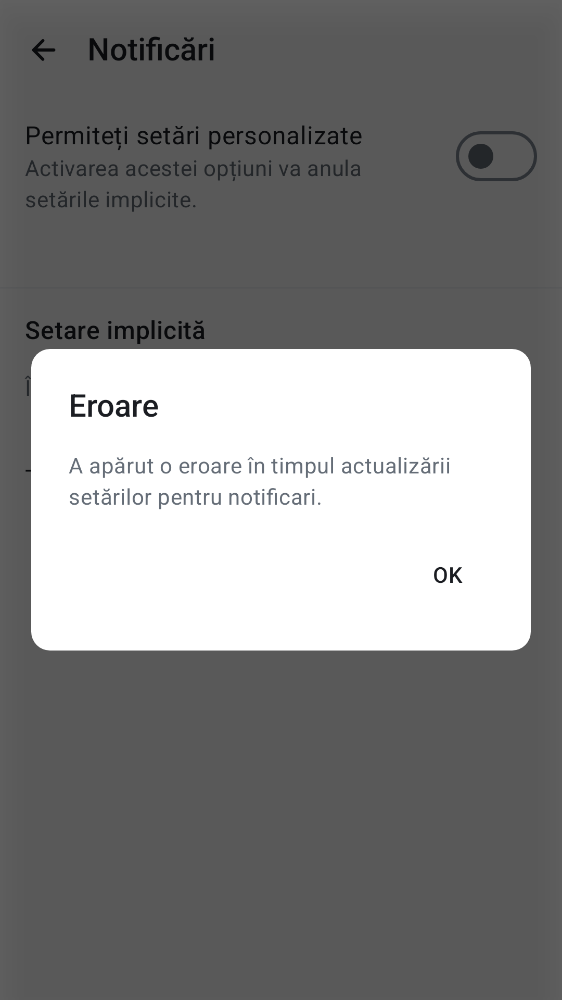 Notificări
Permiteți setări personalizate
Activarea acestei opțiuni va anula
setările implicite.
Setare implicită
Eroare
A apărut o eroare în timpul actualizării
setărilor pentru notificari.
OK